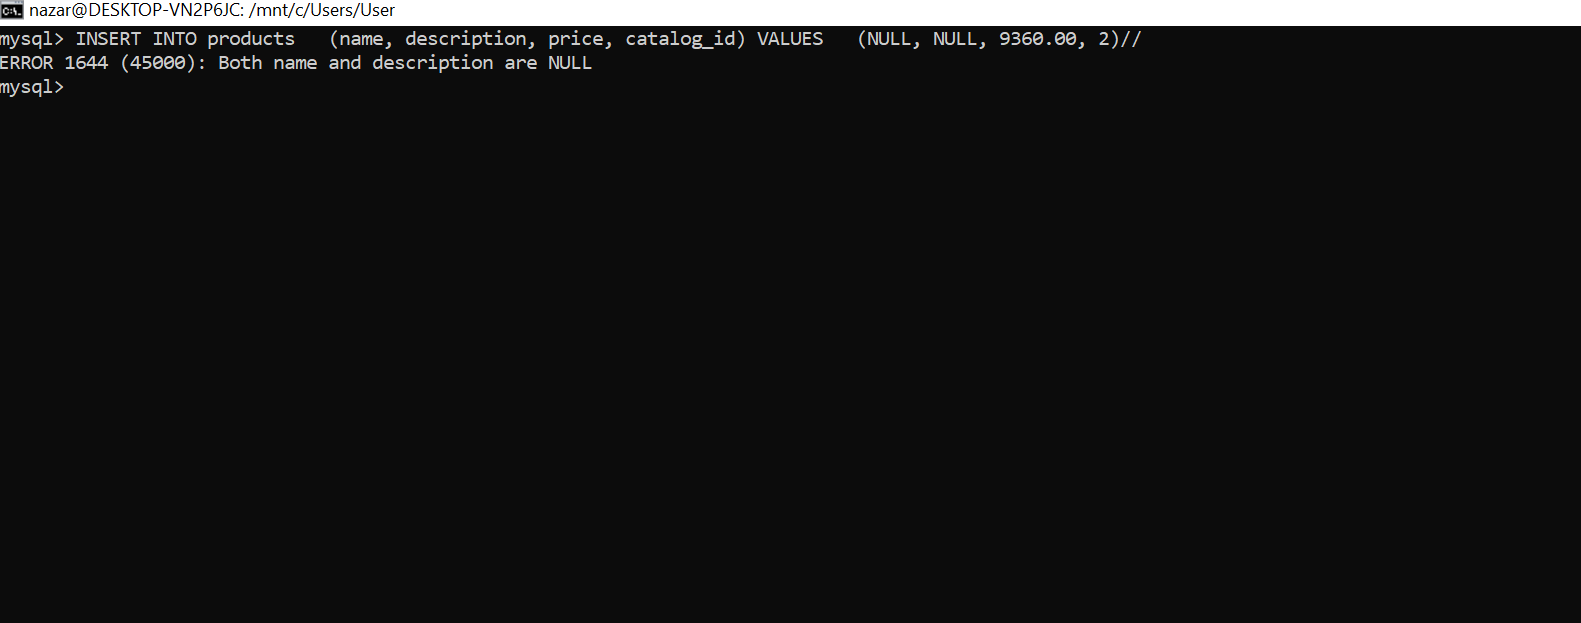 nazar@DESKTOP-VN2P6JC: /mnt/c/Users/User
mysql> INSERT INTO products   (name, description, price, catalog_id) VALUES   (NULL, NULL, 9360.00, 2)//
ERROR 1644 (45000): Both name and description are NULL
mysql>